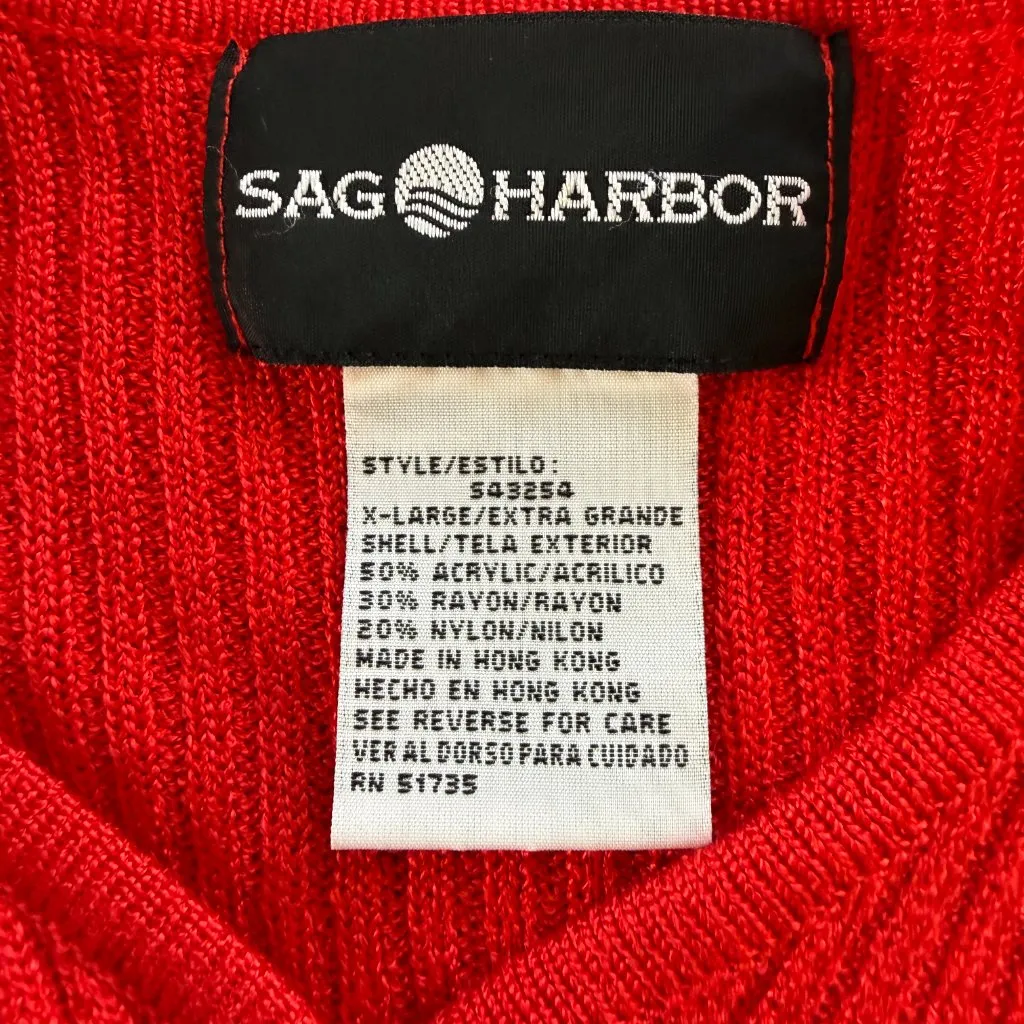 SAG HARBOR
STYLE/ESTILO:
543254
X-LARGE/EXTRA GRANDE
SHELL/TELA EXTERIOR
50% ACRYLIC/ACRILICO
30% RAYON/RAYON
20% NYLON/NILON
MADE IN HONG KONG
HECHO EN HONG KONG
SEE REVERSE FOR CARE
VER AL DORSO PARA CUIDADO
RN 51735